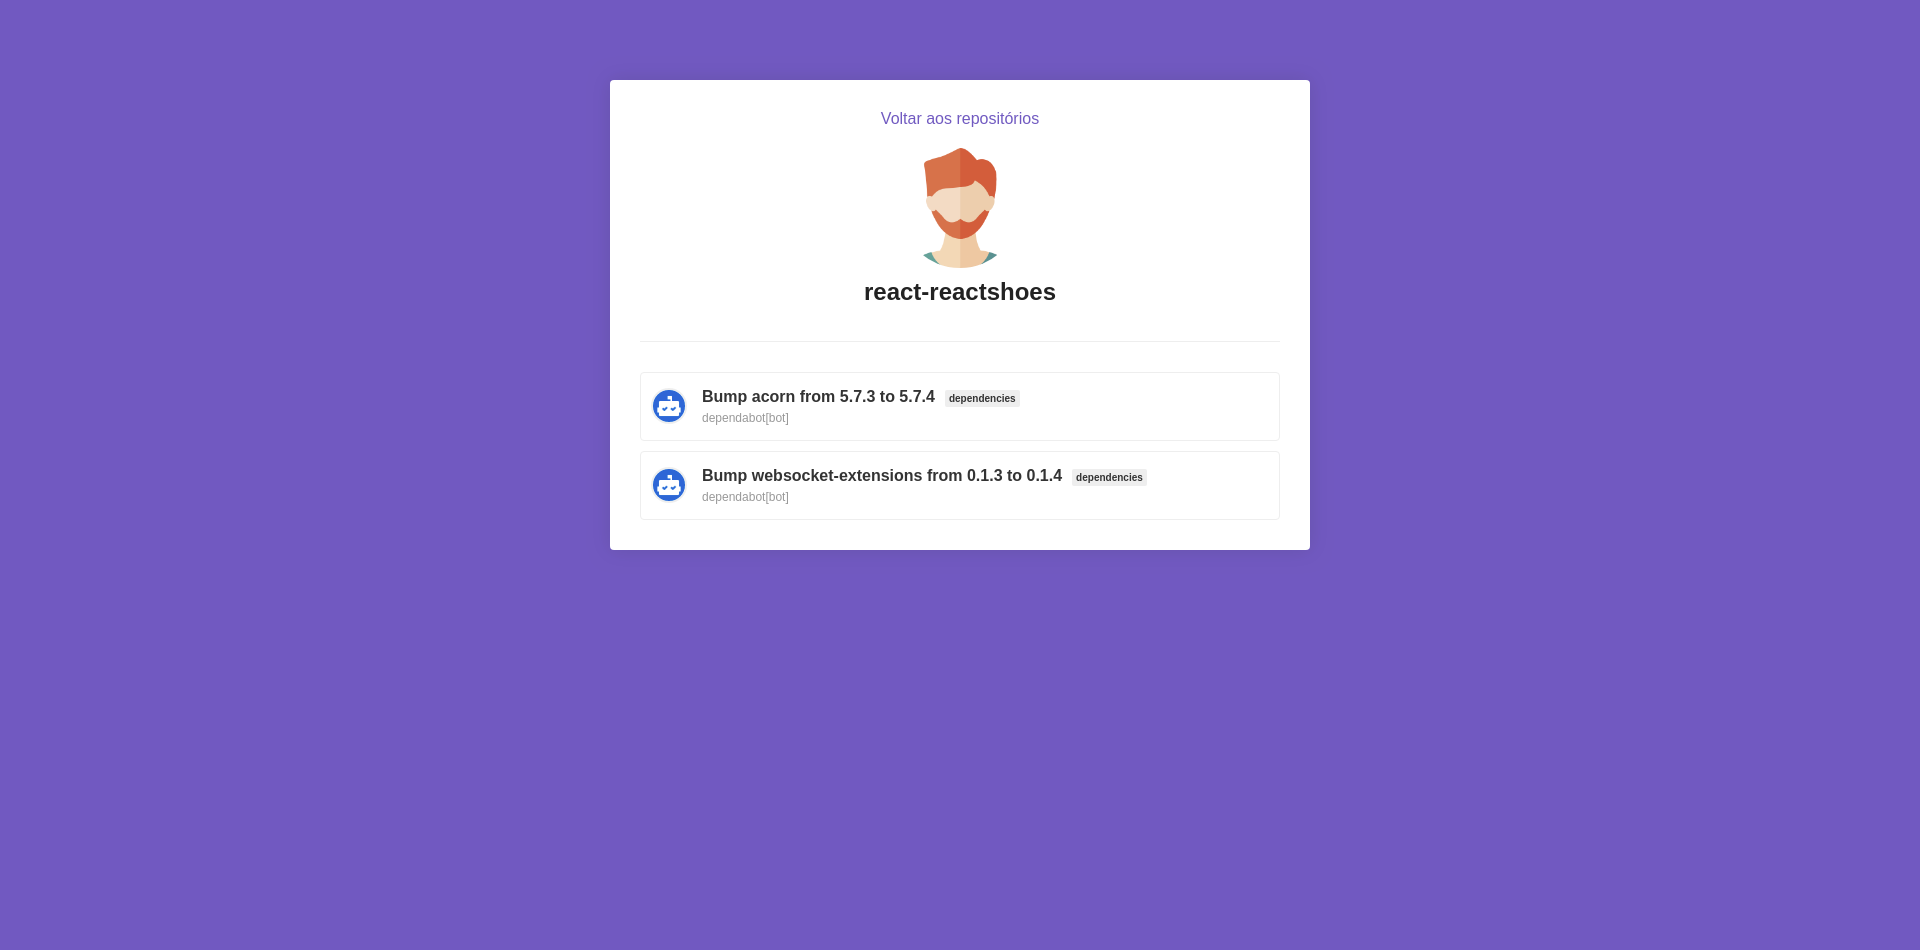 Voltar aos repositórios
react-reactshoes
Bump acorn from 5.7.3 to 5.7.4 dependencies
dependabot[bot]
Bump websocket-extensions from 0.1.3 to 0.1.4 dependencies
dependabot[bot]